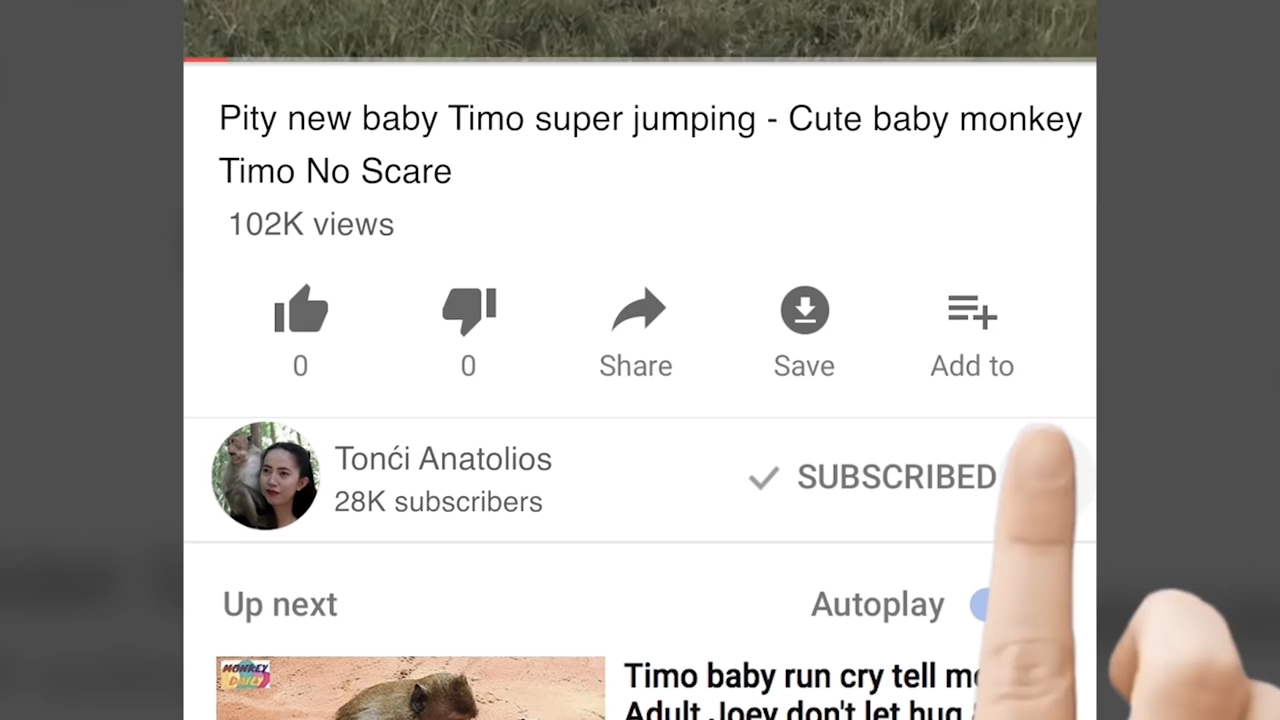 Pity new baby Timo super jumping - Cute baby monkey
Timo No Scare
102K views
0 0 Share Save Add to
Tonći Anatolios
28K subscribers
SUBSCRIBED
Up next
Autoplay
MONKEY
DAILY
Timo baby run cry tell
Adult Joey don't let hug